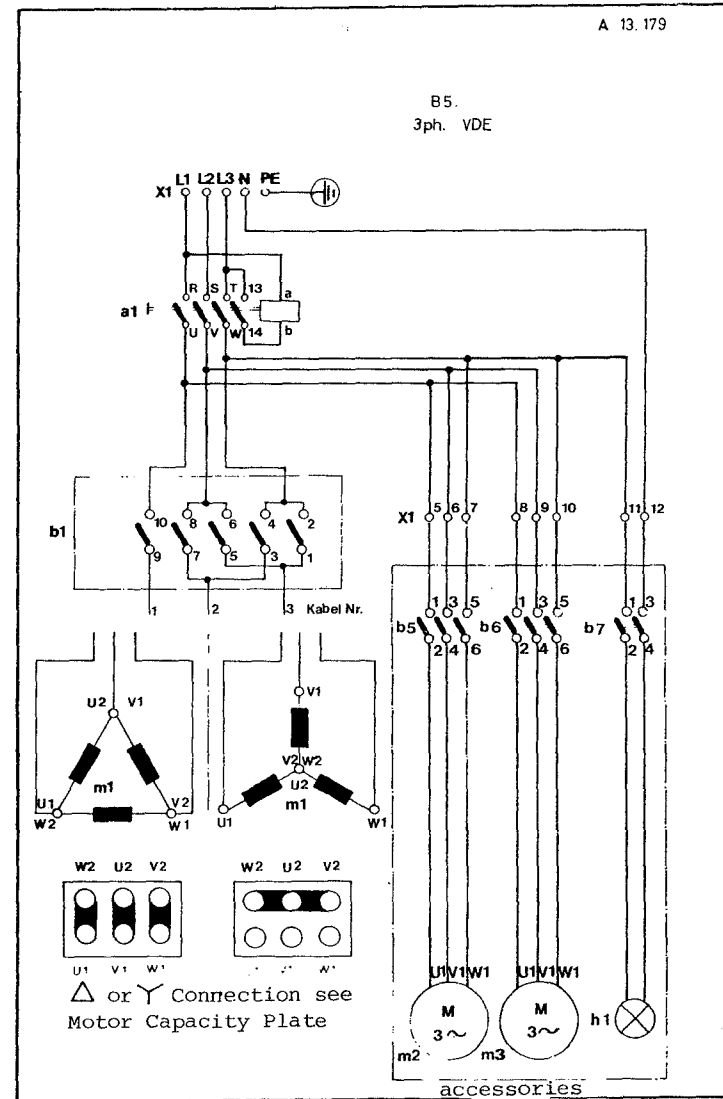 A 13.179
B5.
3ph. VDE
L1 L2 L3 N PE
X1
R S T 13
a
a1
b
U V W 14
10 8 6 4 2
b1
9 7 5 3 1
1 2 3 Kabel Nr.
X1 5 6 7 8 9 10 11 12
1 3 5 1 3 5 1 3
b5 b6 b7
2 4 6 2 4 6 2 4
U2 V1
m1
U1 V2
W2 W1
V1
V2 W2
U2
m1
U1 W1
W2 U2 V2
U1 V1 W1
W2 U2 V2
V1 W1
△ or Y Connection see
Motor Capacity Plate
U1 V1 W1 U1 V1 W1
M M
3~ 3~
h1
m2 m3
accessories